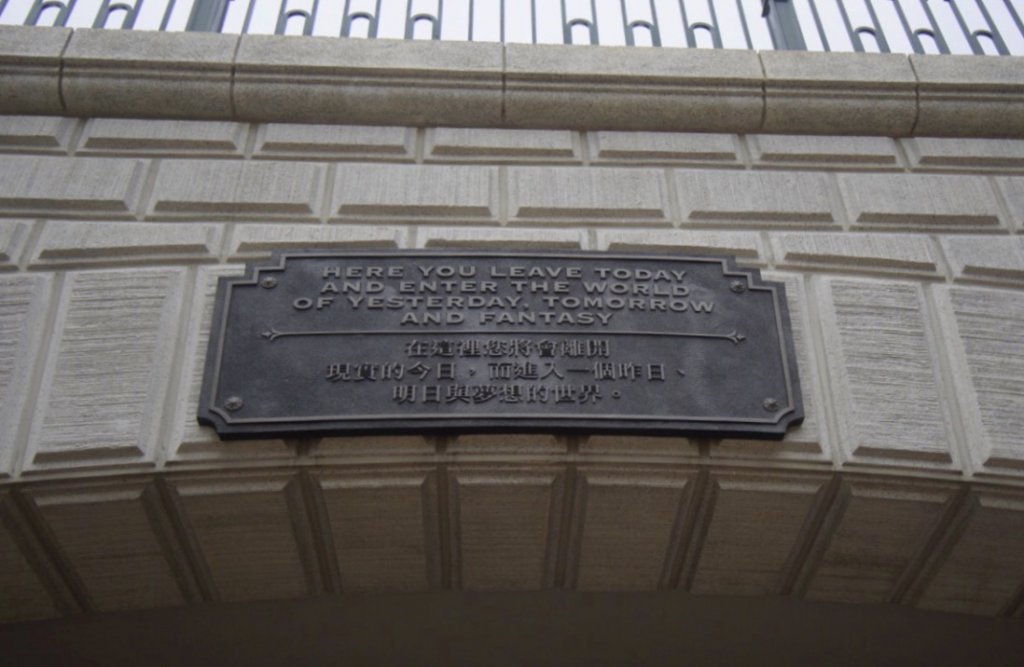 HERE YOU LEAVE TODAY
AND ENTER THE WORLD
OF YESTERDAY, TOMORROW
AND FANTASY
在這裡您將會離開
現實的今日，而進入一個昨日、
明日與夢想的世界。